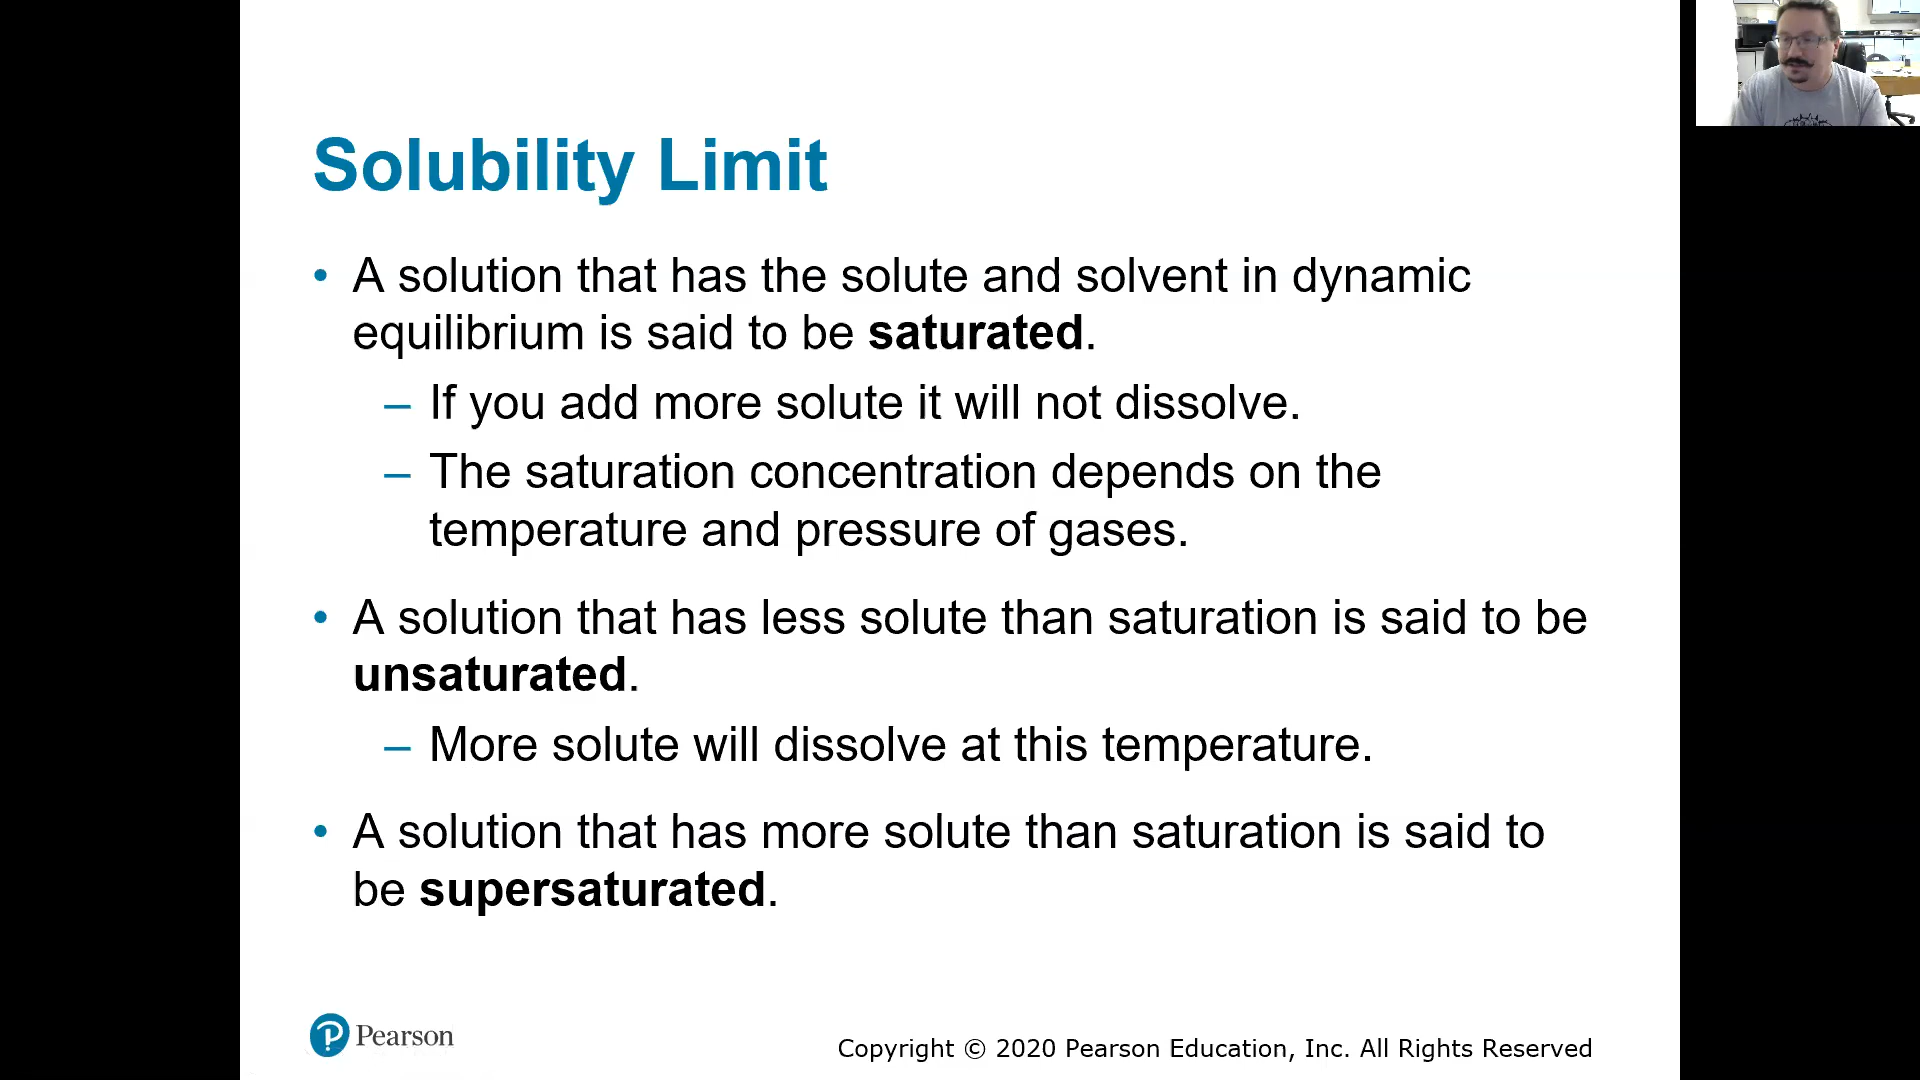 Solubility Limit
• A solution that has the solute and solvent in dynamic
equilibrium is said to be saturated.
– If you add more solute it will not dissolve.
– The saturation concentration depends on the
temperature and pressure of gases.
• A solution that has less solute than saturation is said to be
unsaturated.
– More solute will dissolve at this temperature.
• A solution that has more solute than saturation is said to
be supersaturated.
Pearson
Copyright © 2020 Pearson Education, Inc. All Rights Reserved